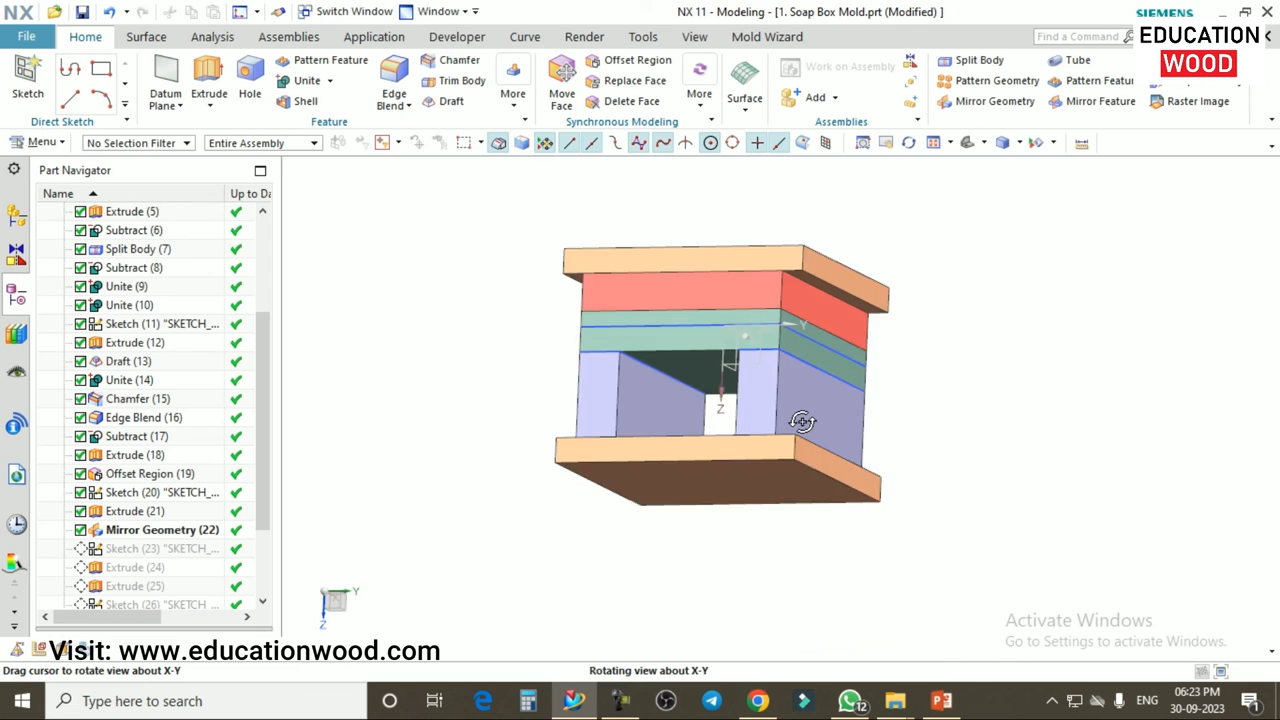 NX Switch Window Window NX 11 - Modeling - [1. Soap Box Mold.prt (Modified) ] SIEMENS
File Home Surface Analysis Assemblies Application Developer Curve Render Tools View Mold Wizard Find a Command EDUCATION
WOOD
Pattern Feature Chamfer Offset Region Work on Assembly Split Body Tube
Unite Trim Body Replace Face Pattern Geometry Pattern Featu
Sketch Datum Plane Extrude Hole Shell Edge Blend Draft More Move Face Delete Face More Surface Add Mirror Geometry Mirror Feature Raster Image
Direct Sketch Feature Synchronous Modeling Assemblies
Menu No Selection Filter Entire Assembly
Part Navigator
Name Up to Da
Extrude (5)
Subtract (6)
Split Body (7)
Subtract (8)
Unite (9)
Unite (10)
Sketch (11) "SKETCH_...
Extrude (12)
Draft (13)
Unite (14)
Chamfer (15)
Edge Blend (16)
Subtract (17)
Extrude (18)
Offset Region (19)
Sketch (20) "SKETCH_...
Extrude (21)
Mirror Geometry (22)
Sketch (23) "SKETCH_...
Extrude (24)
Extrude (25)
Sketch (26) "SKETCH_...
Y
Z
Y
Z
Activate Windows
Go to Settings to activate Windows.
Visit: www.educationwood.com
Drag cursor to rotate view about X-Y Rotating view about X-Y
Type here to search 12 ENG 06:23 PM
30-09-2023 1